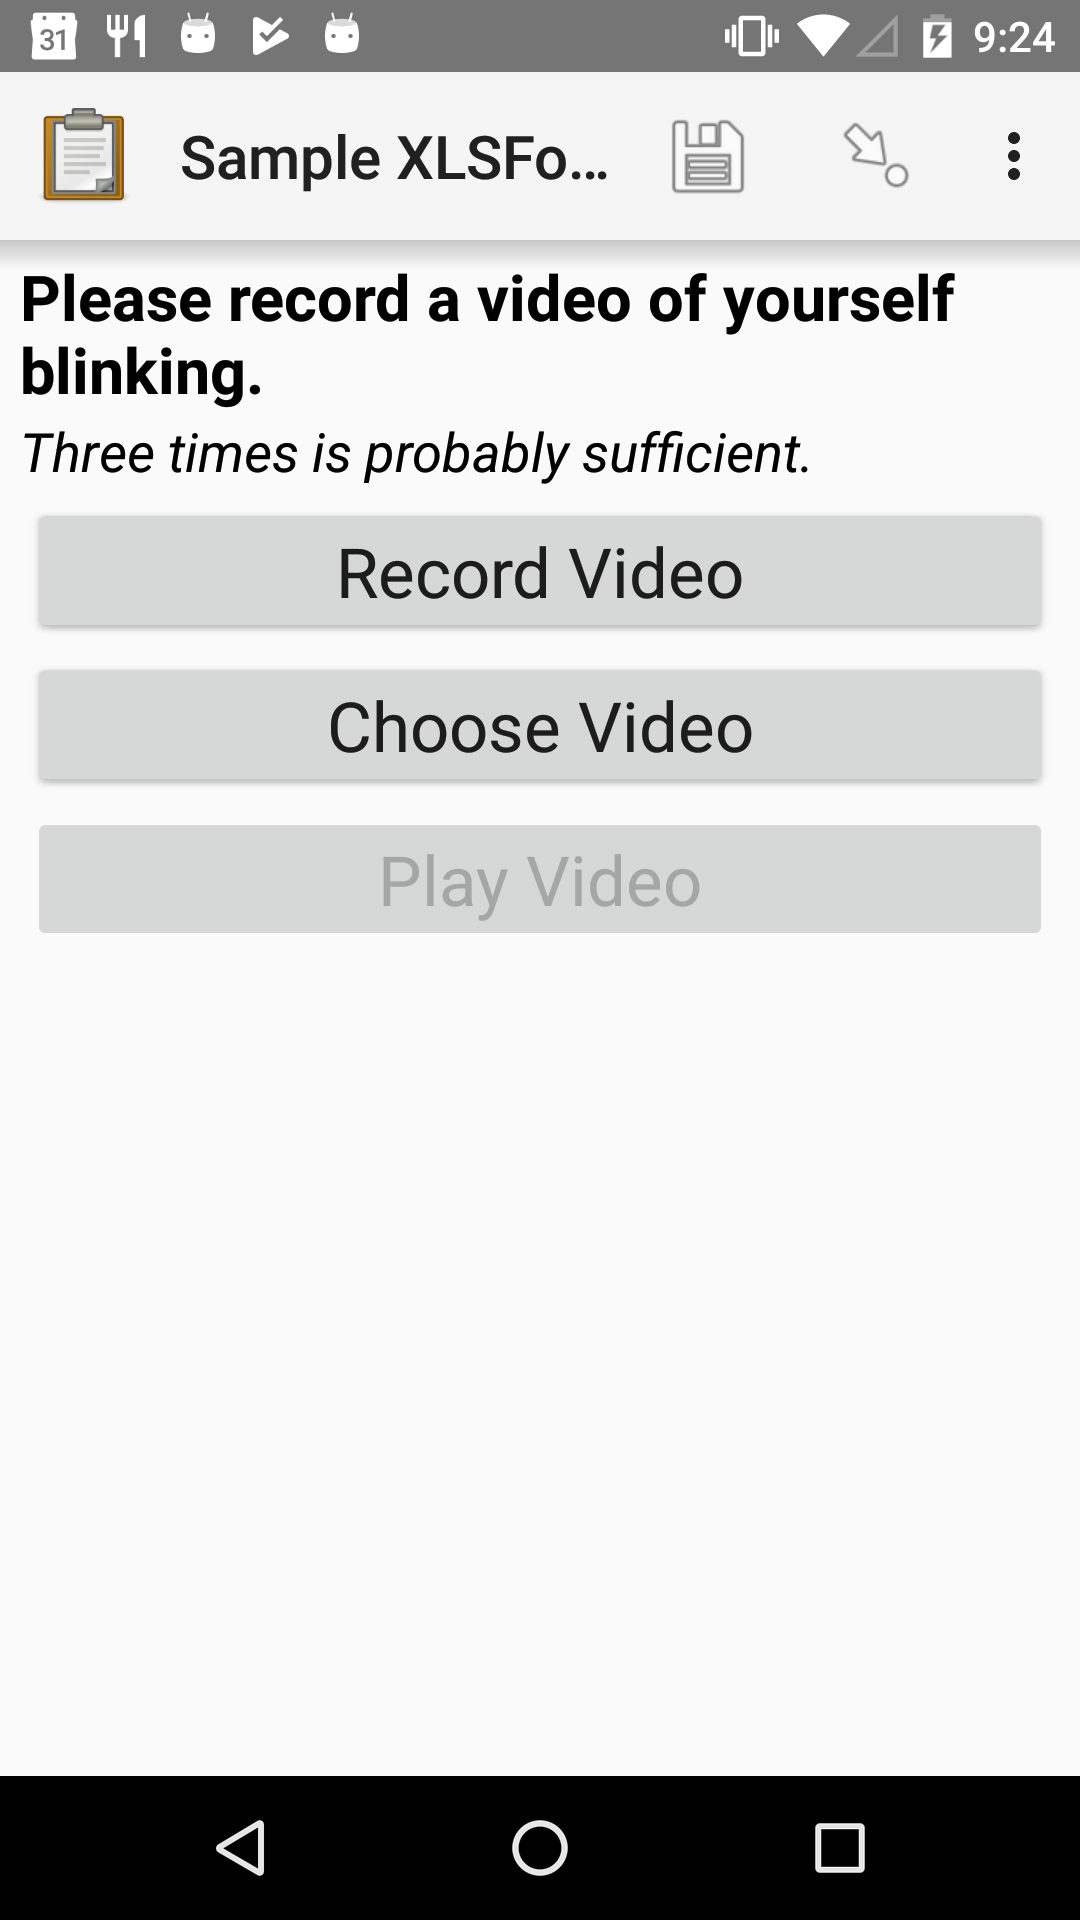 31
9:24
Sample XLSFo...
Please record a video of yourself
blinking.
Three times is probably sufficient.
Record Video
Choose Video
Play Video